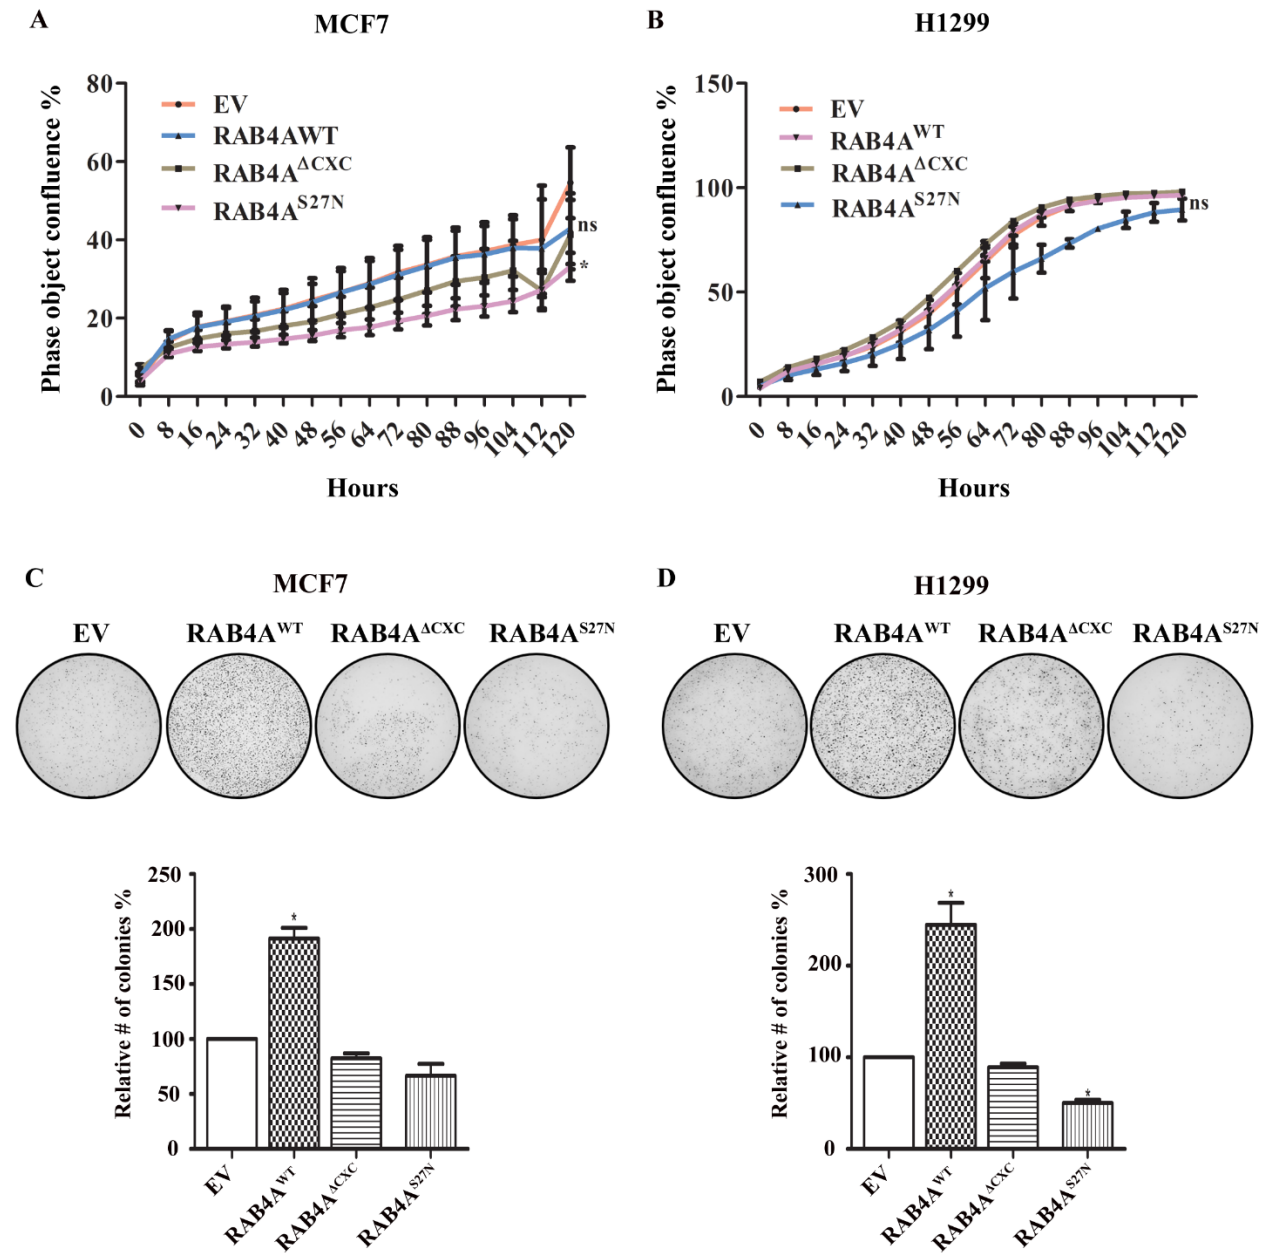 A
MCF7
Phase object confluence %
80
60
40
20
0
EV
RAB4AWT
RAB4A^ΔCXC
RAB4A^S27N
ns
*
0 8 16 24 32 40 48 56 64 72 80 88 96 104 112 120
Hours
B
H1299
Phase object confluence %
150
100
50
0
EV
RAB4A^WT
RAB4A^ΔCXC
RAB4A^S27N
ns
0 8 16 24 32 40 48 56 64 72 80 88 96 104 112 120
Hours
C
MCF7
EV RAB4A^WT RAB4A^ΔCXC RAB4A^S27N
Relative # of colonies %
250
200
150
100
50
0
*
EV RAB4A^WT RAB4A^ΔCXC RAB4A^S27N
D
H1299
EV RAB4A^WT RAB4A^ΔCXC RAB4A^S27N
Relative # of colonies %
300
200
100
0
*
*
EV RAB4A^WT RAB4A^ΔCXC RAB4A^S27N